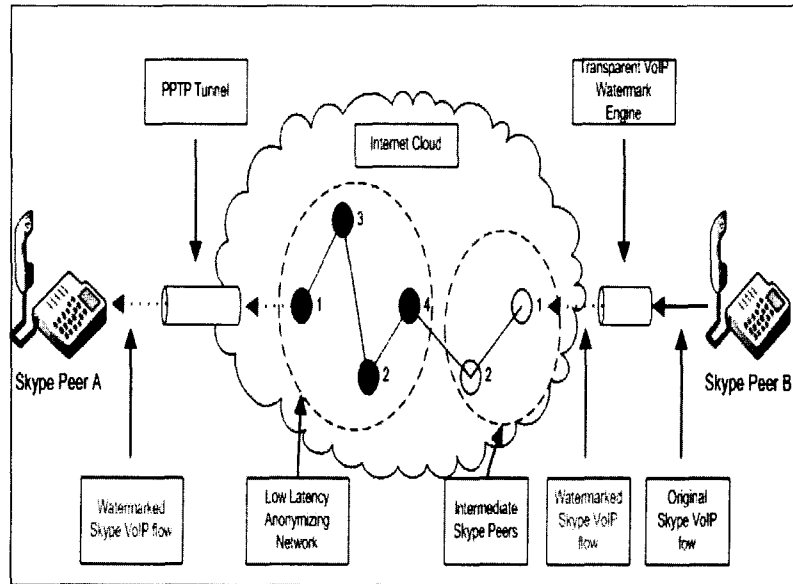 PPTP Tunnel
Transparent VoIP
Watermark
Engine
Internet Cloud
3
1
4
1
2
2
Skype Peer A
Skype Peer B
Watermarked
Skype VoIP flow
Low Latency
Anonymizing
Network
Intermediate
Skype Peers
Watermarked
Skype VoIP
flow
Original
Skype VoIP
fow